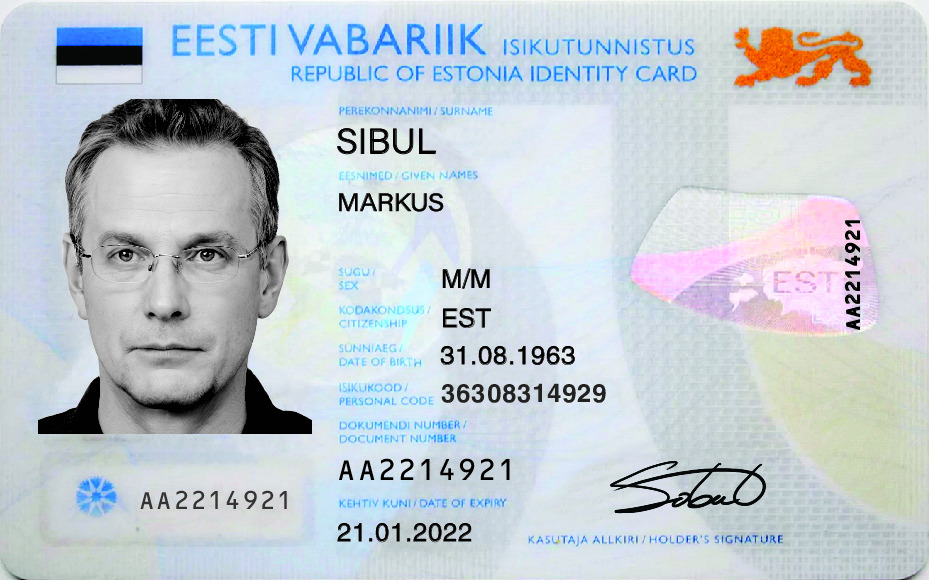 EESTI VABARIIK ISIKUTUNNISTUS
REPUBLIC OF ESTONIA IDENTITY CARD
PEREKONNANIMI / SURNAME
SIBUL
EESNIMED / GIVEN NAMES
MARKUS
SUGU /
SEX
M/M
KODAKONDSUS /
CITIZENSHIP
EST
SÜNNIAEG /
DATE OF BIRTH
31.08.1963
ISIKUKOOD /
PERSONAL CODE
36308314929
DOKUMENDI NUMBER /
DOCUMENT NUMBER
AA2214921
KEHTIV KUNI / DATE OF EXPIRY
21.01.2022
AA2214921
EST
AA2214921
Sibul
KASUTAJA ALLKIRI / HOLDER'S SIGNATURE